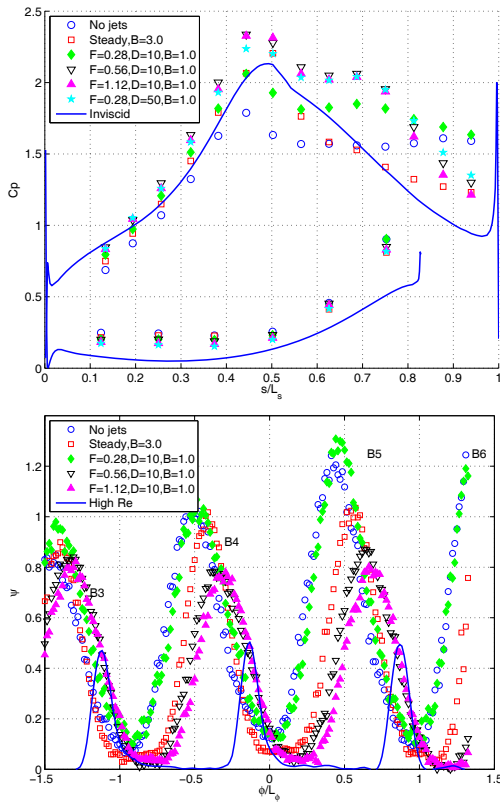 2.5
2
1.5
1
0.5
0
Cp
No jets
Steady,B=3.0
F=0.28,D=10,B=1.0
F=0.56,D=10,B=1.0
F=1.12,D=10,B=1.0
F=0.28,D=50,B=1.0
Inviscid
0 0.1 0.2 0.3 0.4 0.5 0.6 0.7 0.8 0.9 1
s/Ls
1.2
1
0.8
0.6
0.4
0.2
0
ψ
No jets
Steady,B=3.0
F=0.28,D=10,B=1.0
F=0.56,D=10,B=1.0
F=1.12,D=10,B=1.0
High Re
B3
B4
B5
B6
−1.5 −1 −0.5 0 0.5 1 1.5
ϕ/Lϕ